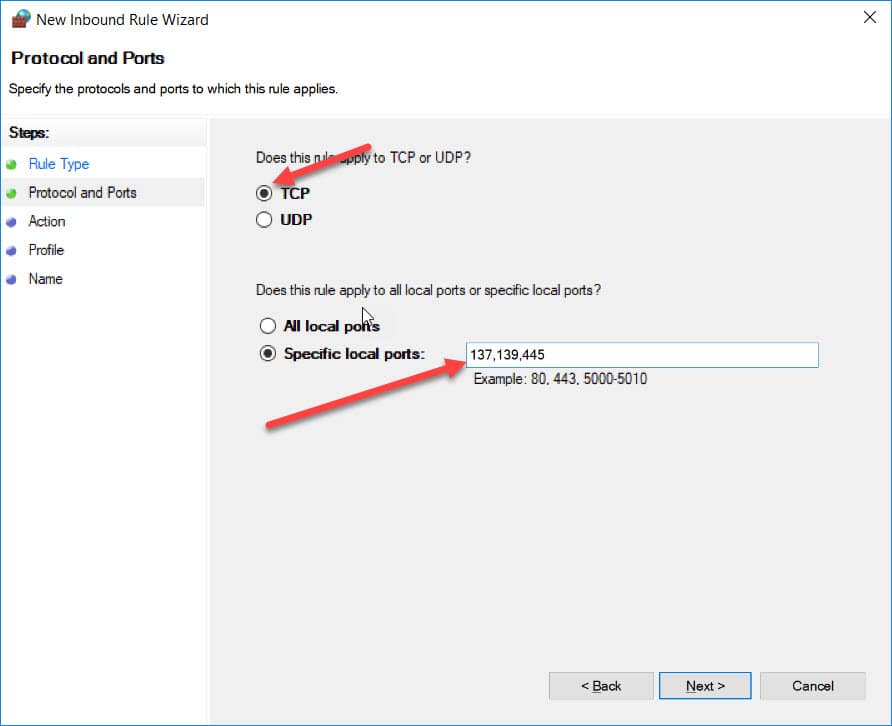 New Inbound Rule Wizard
Protocol and Ports
Specify the protocols and ports to which this rule applies.
Steps:
Rule Type
Protocol and Ports
Action
Profile
Name
Does this rule apply to TCP or UDP?
TCP
UDP
Does this rule apply to all local ports or specific local ports?
All local ports
Specific local ports:
137,139,445
Example: 80, 443, 5000-5010
< Back
Next >
Cancel